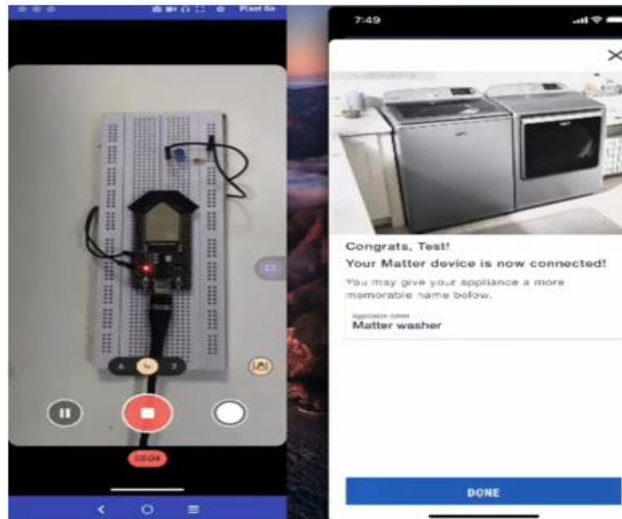 Pixel 6a
7:49
Congrats, Test!
Your Matter device is now connected!
You may give your appliance a more
memorable name below.
Appliance name
Matter washer
DONE